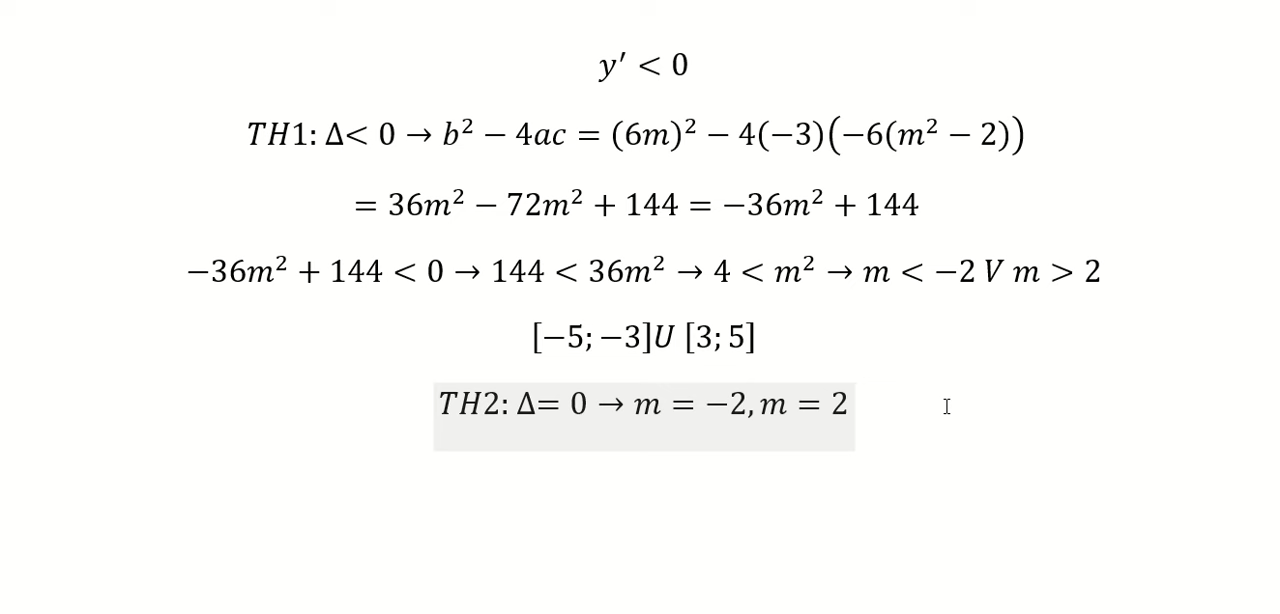 y′ < 0
TH1: Δ< 0 → b² − 4ac = (6m)² − 4(−3)(−6(m² − 2))
= 36m² − 72m² + 144 = −36m² + 144
−36m² + 144 < 0 → 144 < 36m² → 4 < m² → m < −2 V m > 2
[−5; −3]U [3; 5]
TH2: Δ= 0 → m = −2, m = 2